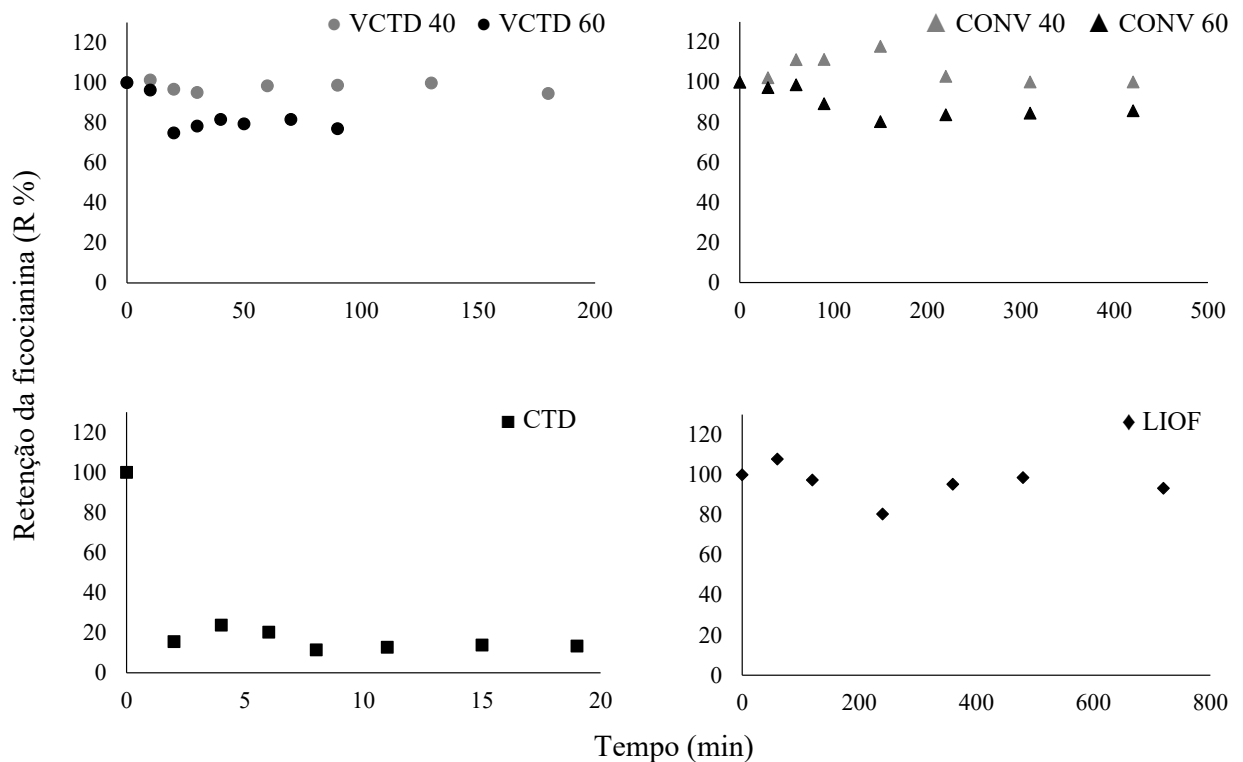 Retenção da ficocianina (R %)
VCTD 40 VCTD 60
120
100
80
60
40
20
0
0 50 100 150 200
CONV 40 CONV 60
120
100
80
60
40
20
0
0 100 200 300 400 500
CTD
120
100
80
60
40
20
0
0 5 10 15 20
LIOF
120
100
80
60
40
20
0
0 200 400 600 800
Tempo (min)